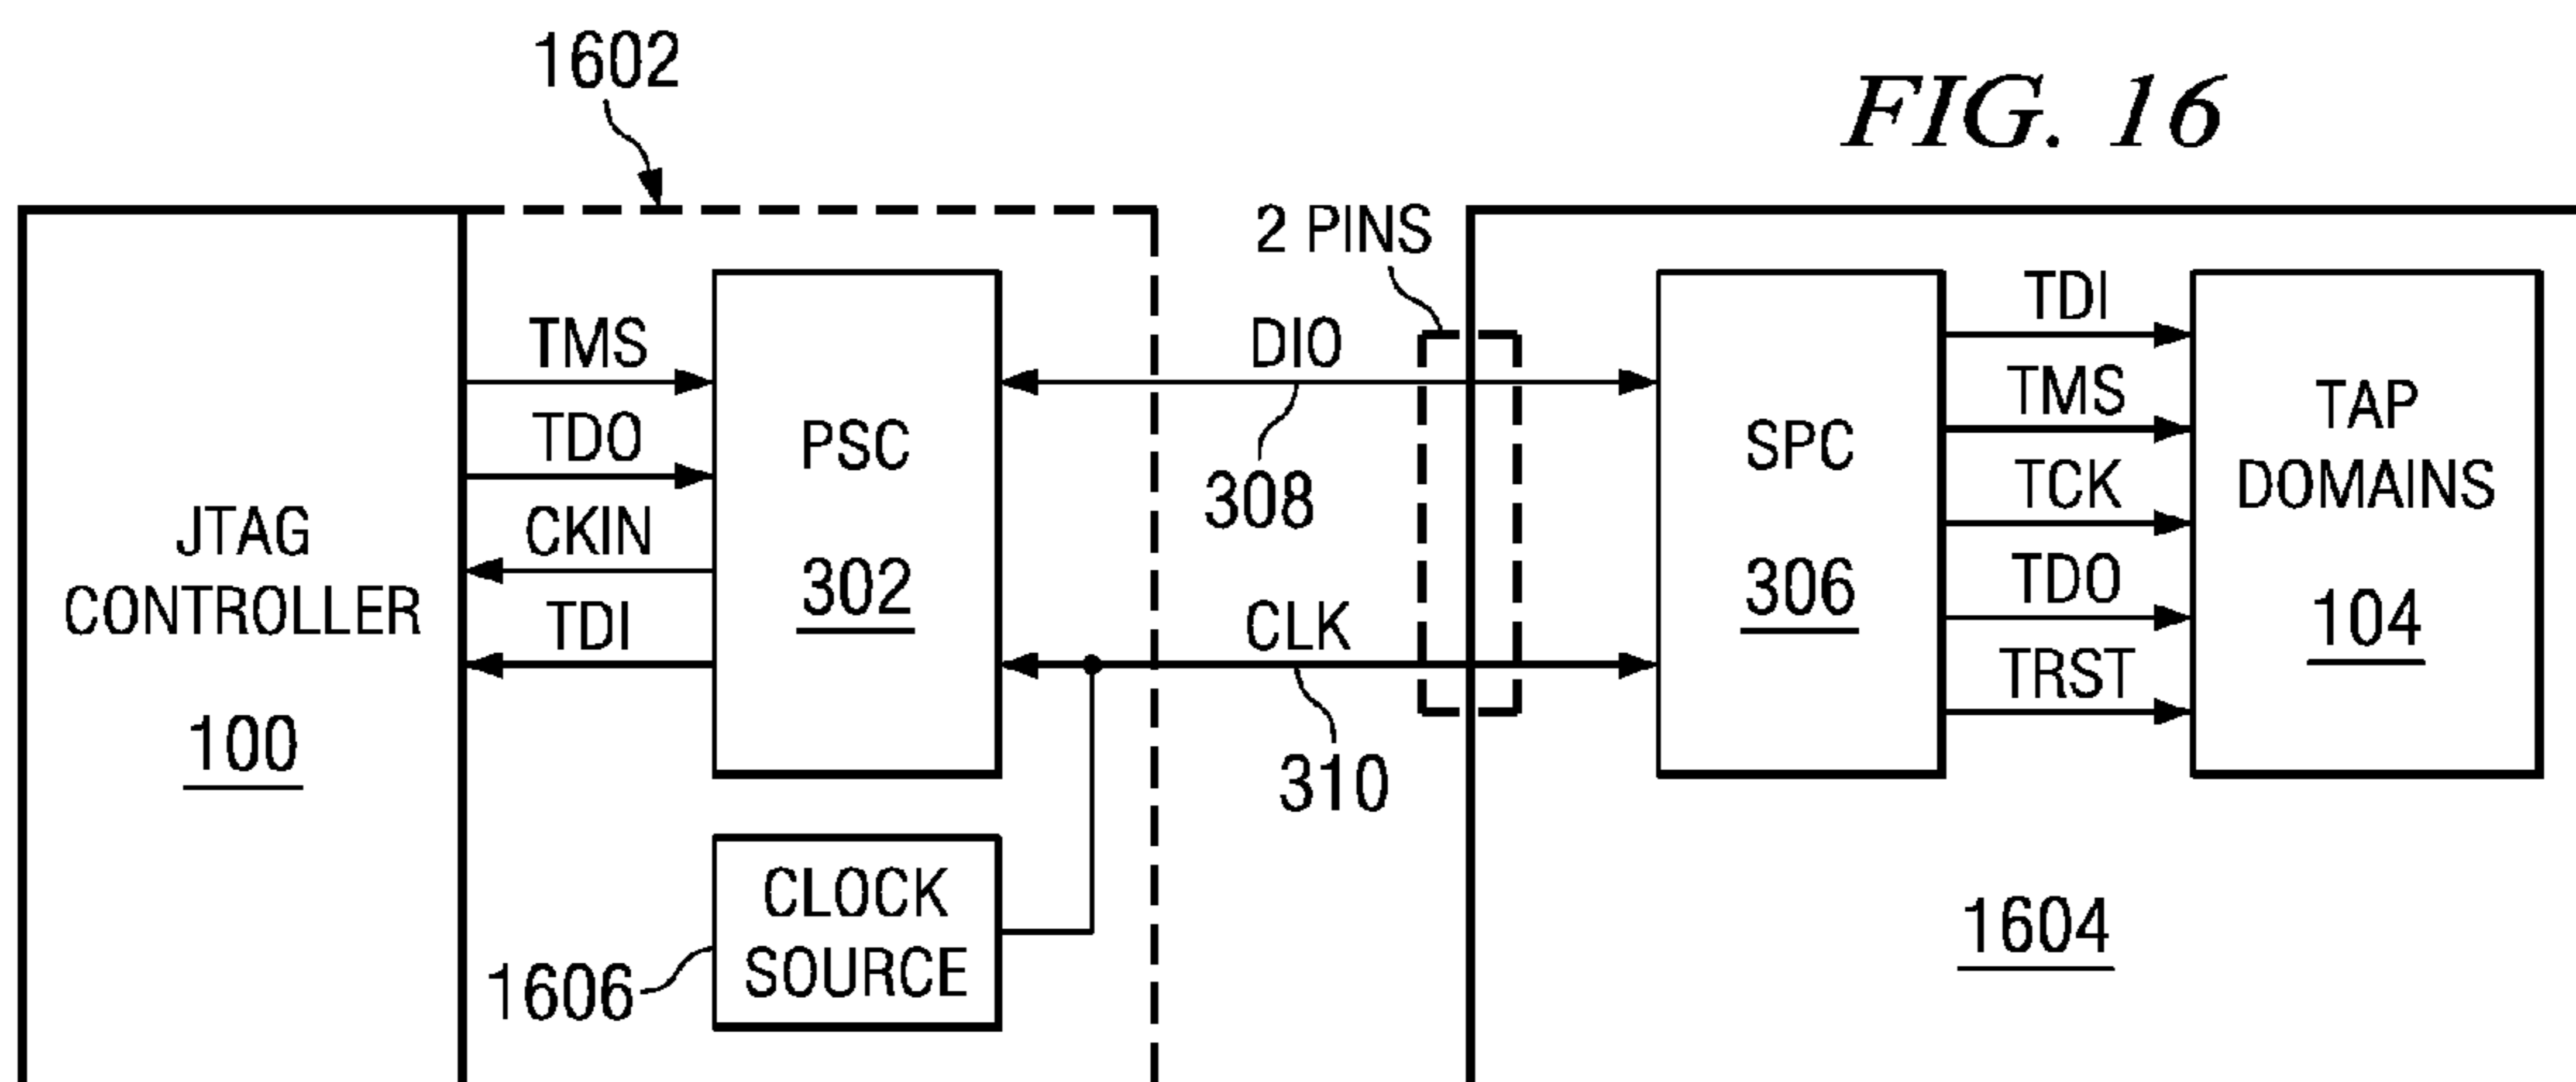 FIG. 16
1602
2 PINS
JTAG
CONTROLLER
100
TMS
TDO
CKIN
TDI
PSC
302
CLOCK
SOURCE
1606
DIO
308
CLK
310
SPC
306
TDI
TMS
TCK
TDO
TRST
TAP
DOMAINS
104
1604